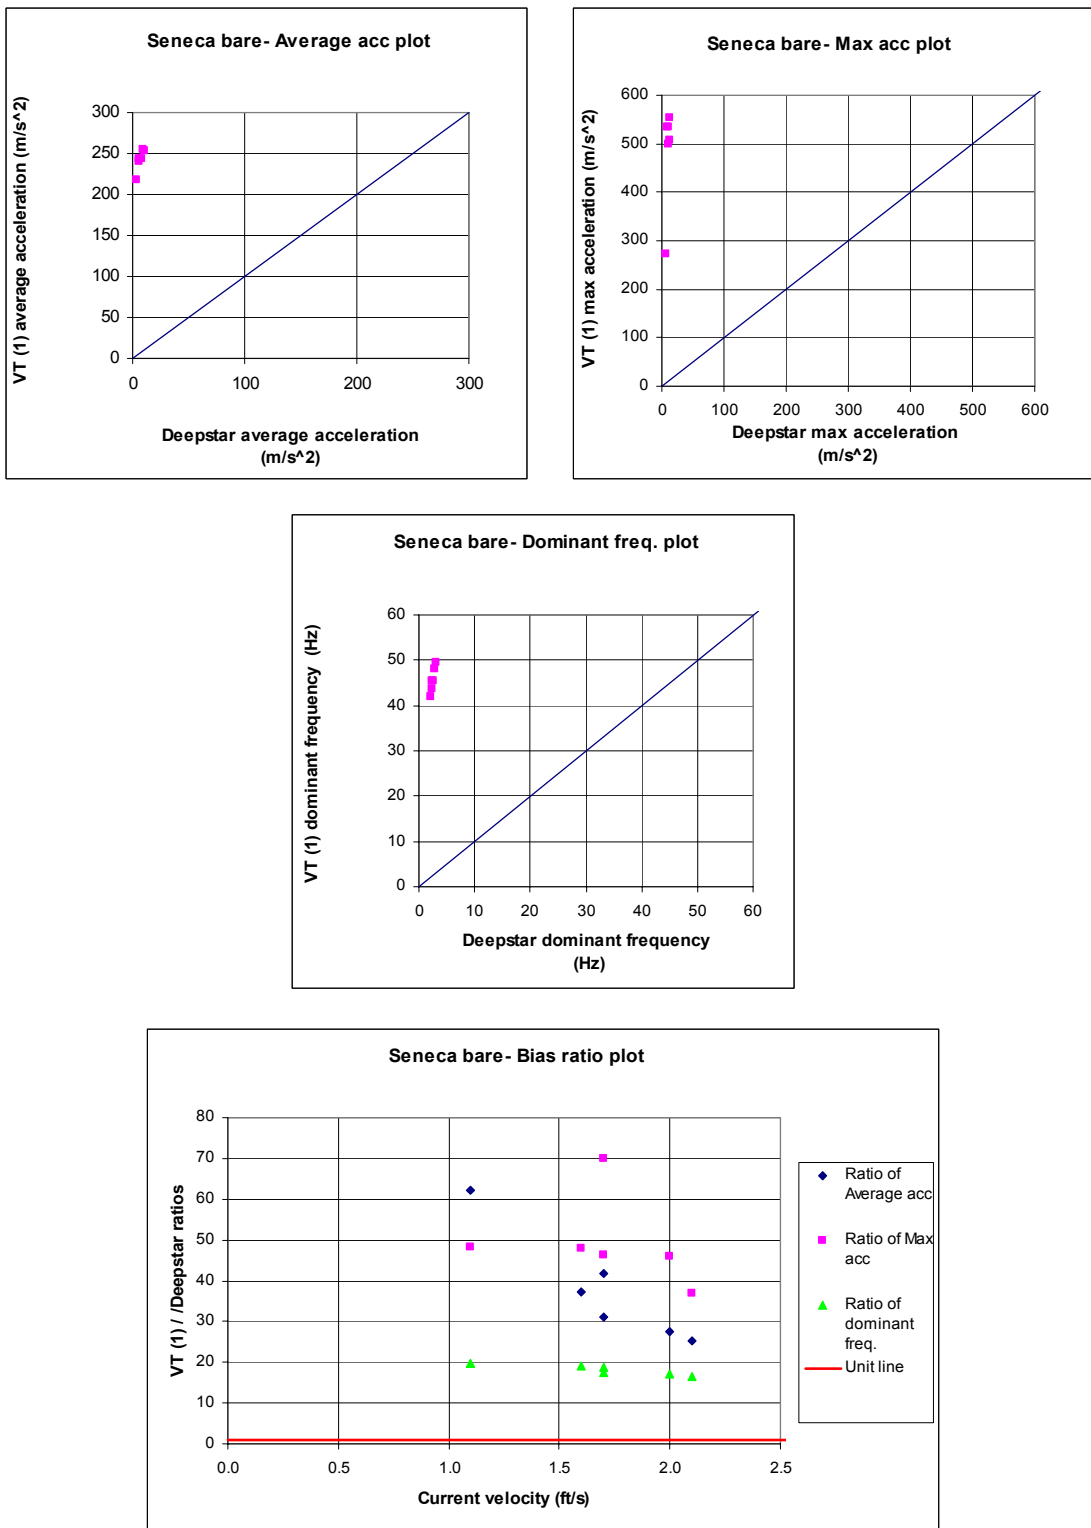 Seneca bare- Average acc plot
VT (1) average acceleration (m/s^2)
300
250
200
150
100
50
0
0 100 200 300
Deepstar average acceleration
(m/s^2)
Seneca bare- Max acc plot
VT (1) max acceleration (m/s^2)
600
500
400
300
200
100
0
0 100 200 300 400 500 600
Deepstar max acceleration
(m/s^2)
Seneca bare- Dominant freq. plot
VT (1) dominant frequency (Hz)
60
50
40
30
20
10
0
0 10 20 30 40 50 60
Deepstar dominant frequency
(Hz)
Seneca bare- Bias ratio plot
VT (1) / /Deepstar ratios
80
70
60
50
40
30
20
10
0
0.0 0.5 1.0 1.5 2.0 2.5
Current velocity (ft/s)
Ratio of
Average acc
Ratio of Max
acc
Ratio of
dominant
freq.
Unit line